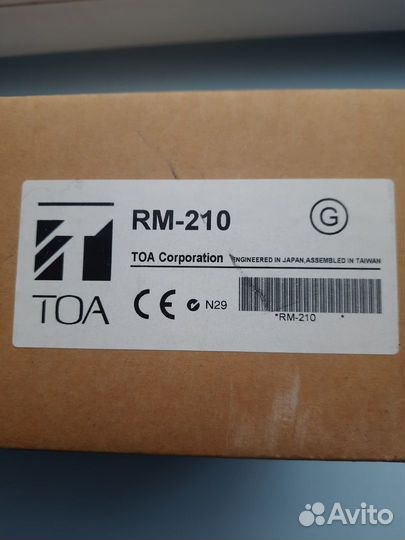 RM-210
G
TOA Corporation ENGINEERED IN JAPAN,ASSEMBLED IN TAIWAN
TOA
CE N29
*RM-210 *
Avito